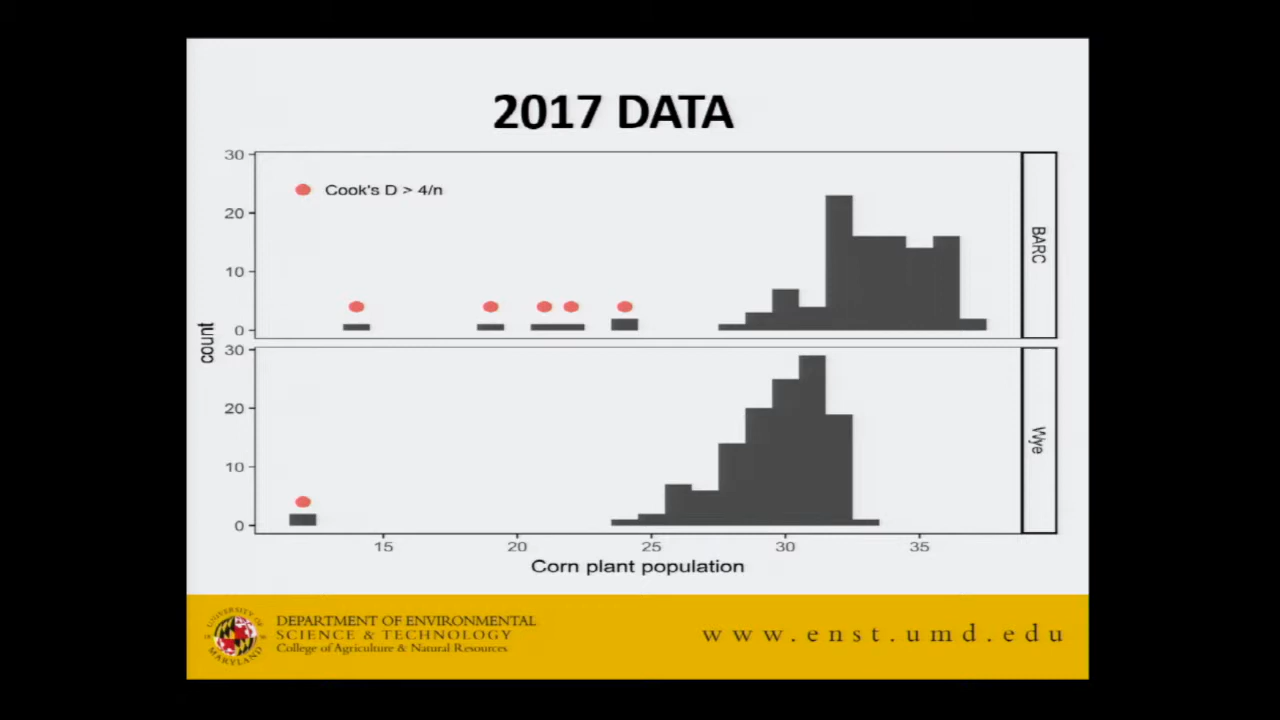 2017 DATA
30
Cook's D > 4/n
20
10
0
BARC
count
30
20
10
0
Wye
15 20 25 30 35
Corn plant population
UNIVERSITY OF
MARYLAND
DEPARTMENT OF ENVIRONMENTAL
SCIENCE & TECHNOLOGY
College of Agriculture & Natural Resources
www.enst.umd.edu